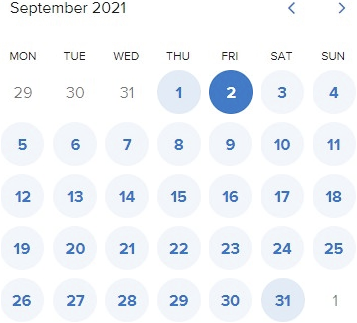 September 2021
MON TUE WED THU FRI SAT SUN
29 30 31 1 2 3 4
5 6 7 8 9 10 11
12 13 14 15 16 17 18
19 20 21 22 23 24 25
26 27 28 29 30 31 1